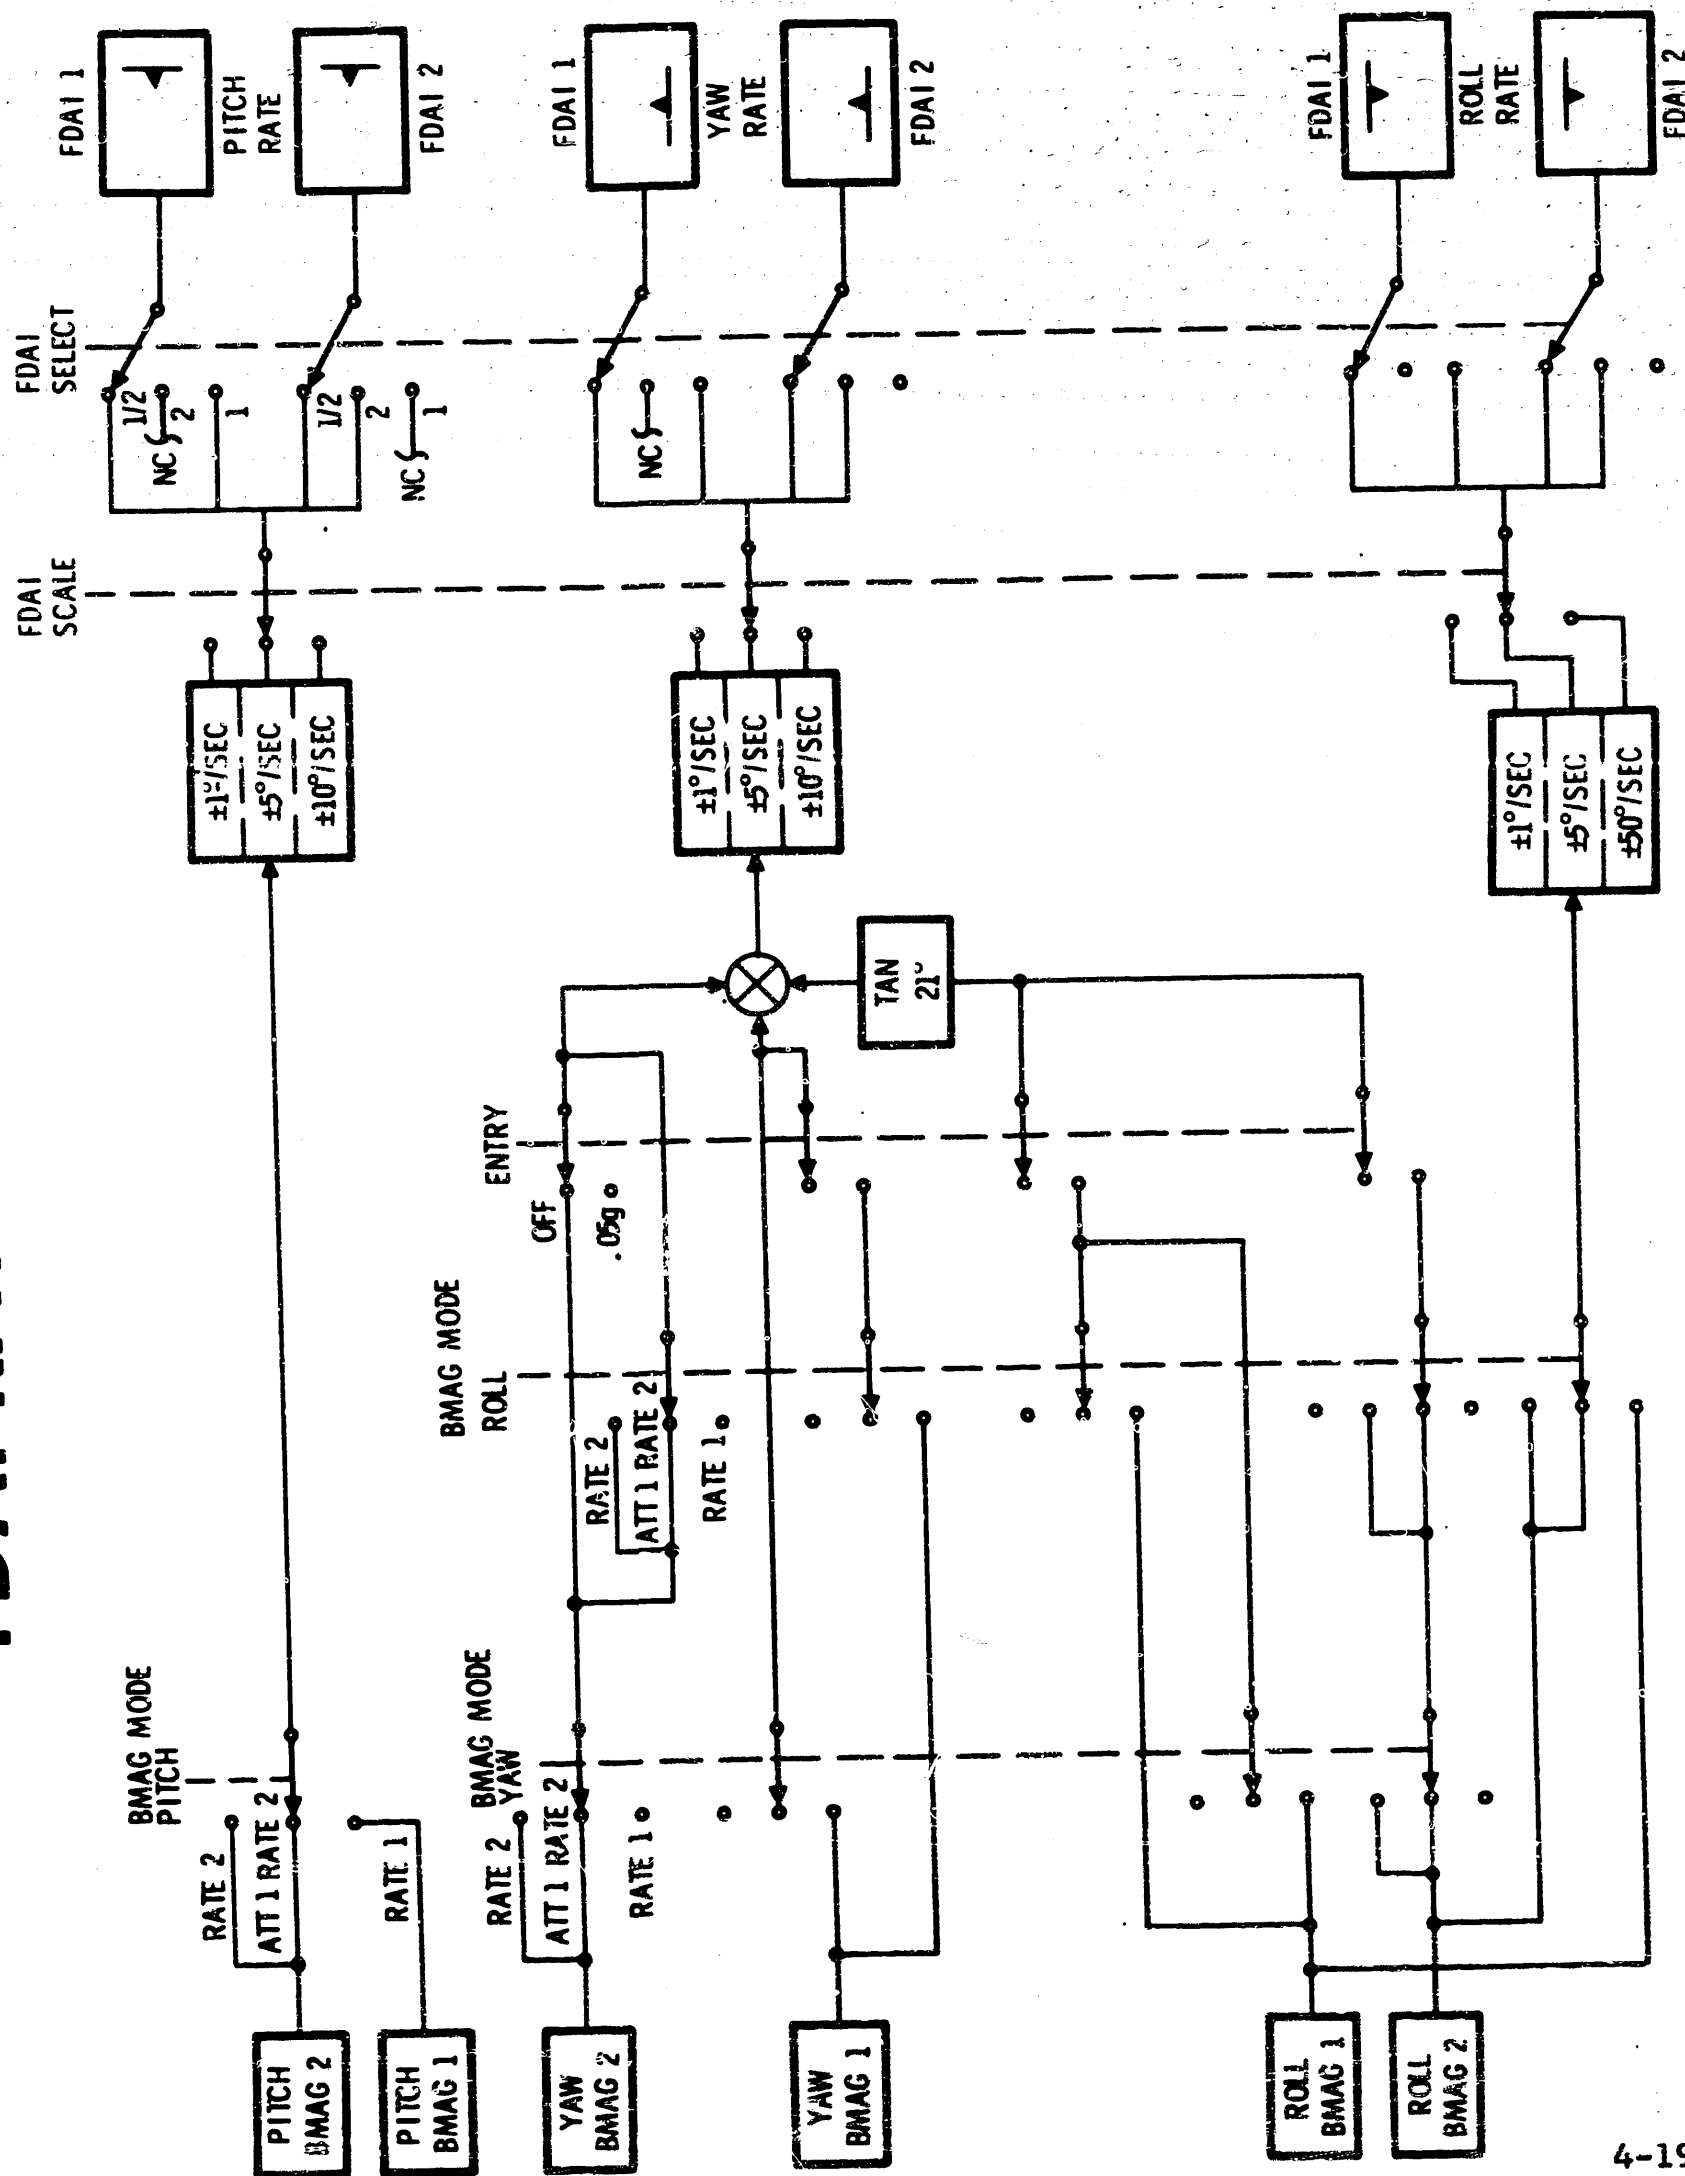 FDAI 1
PITCH
RATE
FDAI 2
FDAI 1
YAW
RATE
FDAI 2
FDAI 1
ROLL
RATE
FDAI 2
FDAI
SELECT
1/2
NC
2
1
1/2
2
NC
1
NC
FDAI
SCALE
±1°/SEC
±5°/SEC
±10°/SEC
±1°/SEC
±5°/SEC
±10°/SEC
±1°/SEC
±5°/SEC
±50°/SEC
TAN
21°
ENTRY
OFF
.05g
BMAG MODE
ROLL
RATE 2
ATT 1 RATE 2
RATE 1
BMAG MODE
PITCH
RATE 2
ATT 1 RATE 2
RATE 1
BMAG MODE
YAW
RATE 2
ATT 1 RATE 2
RATE 1
PITCH
BMAG 2
PITCH
BMAG 1
YAW
BMAG 2
YAW
BMAG 1
ROLL
BMAG 1
ROLL
BMAG 2
4-19